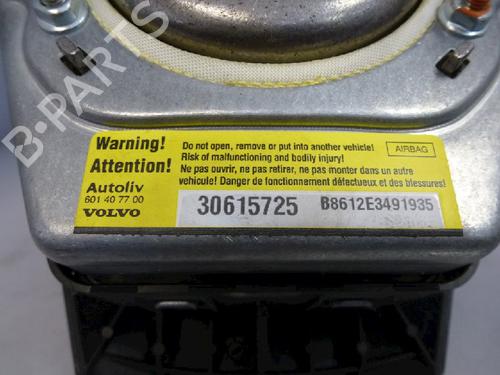 Warning!
Attention!
Autoliv
601 40 77 00
VOLVO
Do not open, remove or put into another vehicle!
Risk of malfunctioning and bodily injury!
Ne pas ouvrir, ne pas retirer, ne pas monter dans un autre
vehicule! Danger de fonctionnement défectueux et des blessures!
AIRBAG
30615725
B8612E3491935
B-PARTS